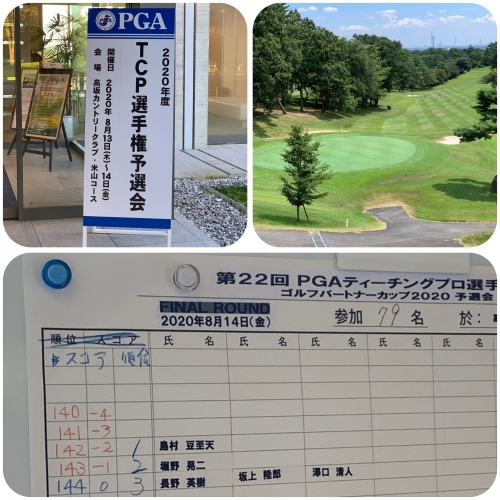 PGA
2020年度
TCP選手権予選会
開催日 2020年8月13日(木)~14日(金)
会場 高坂カントリークラブ・米山コース
第22回 PGAティーチングプロ選手
ゴルフパートナーカップ2020 予選会
FINAL ROUND
2020年8月14日(金)
参加 79 名 於:
順位 スコア 氏 名 氏 名 氏 名 氏 名 氏
スコア 順位
140 -4
141 -3
142 -2 1 島村 豆至天
143 -1 2 堀野 晃二
144 0 3 長野 英樹 坂上 隆郎 澤口 清人